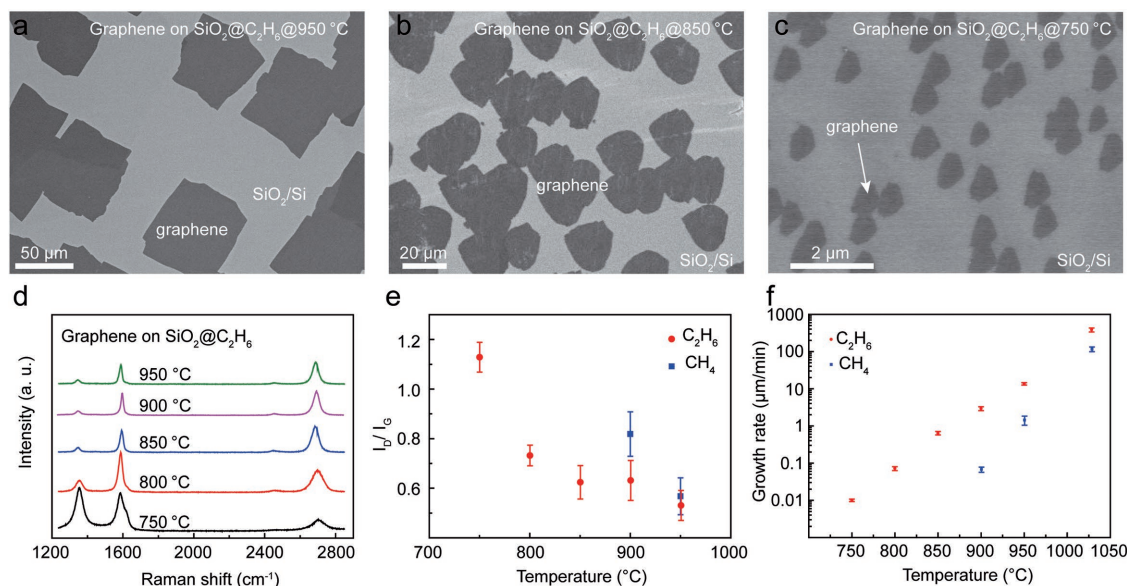 a
Graphene on SiO₂@C₂H₆@950 °C
SiO₂/Si
graphene
50 µm
b
Graphene on SiO₂@C₂H₆@850 °C
graphene
20 µm
SiO₂/Si
c
Graphene on SiO₂@C₂H₆@750 °C
graphene
2 µm
SiO₂/Si
d
Graphene on SiO₂@C₂H₆
950 °C
900 °C
850 °C
800 °C
750 °C
Intensity (a. u.)
1200 1600 2000 2400 2800
Raman shift (cm⁻¹)
e
C₂H₆
CH₄
I_D/ I_G
1.2
1.0
0.8
0.6
700 800 900 1000
Temperature (°C)
f
C₂H₆
CH₄
Growth rate (µm/min)
1000
100
10
1
0.1
0.01
750 800 850 900 950 1000 1050
Temperature (°C)